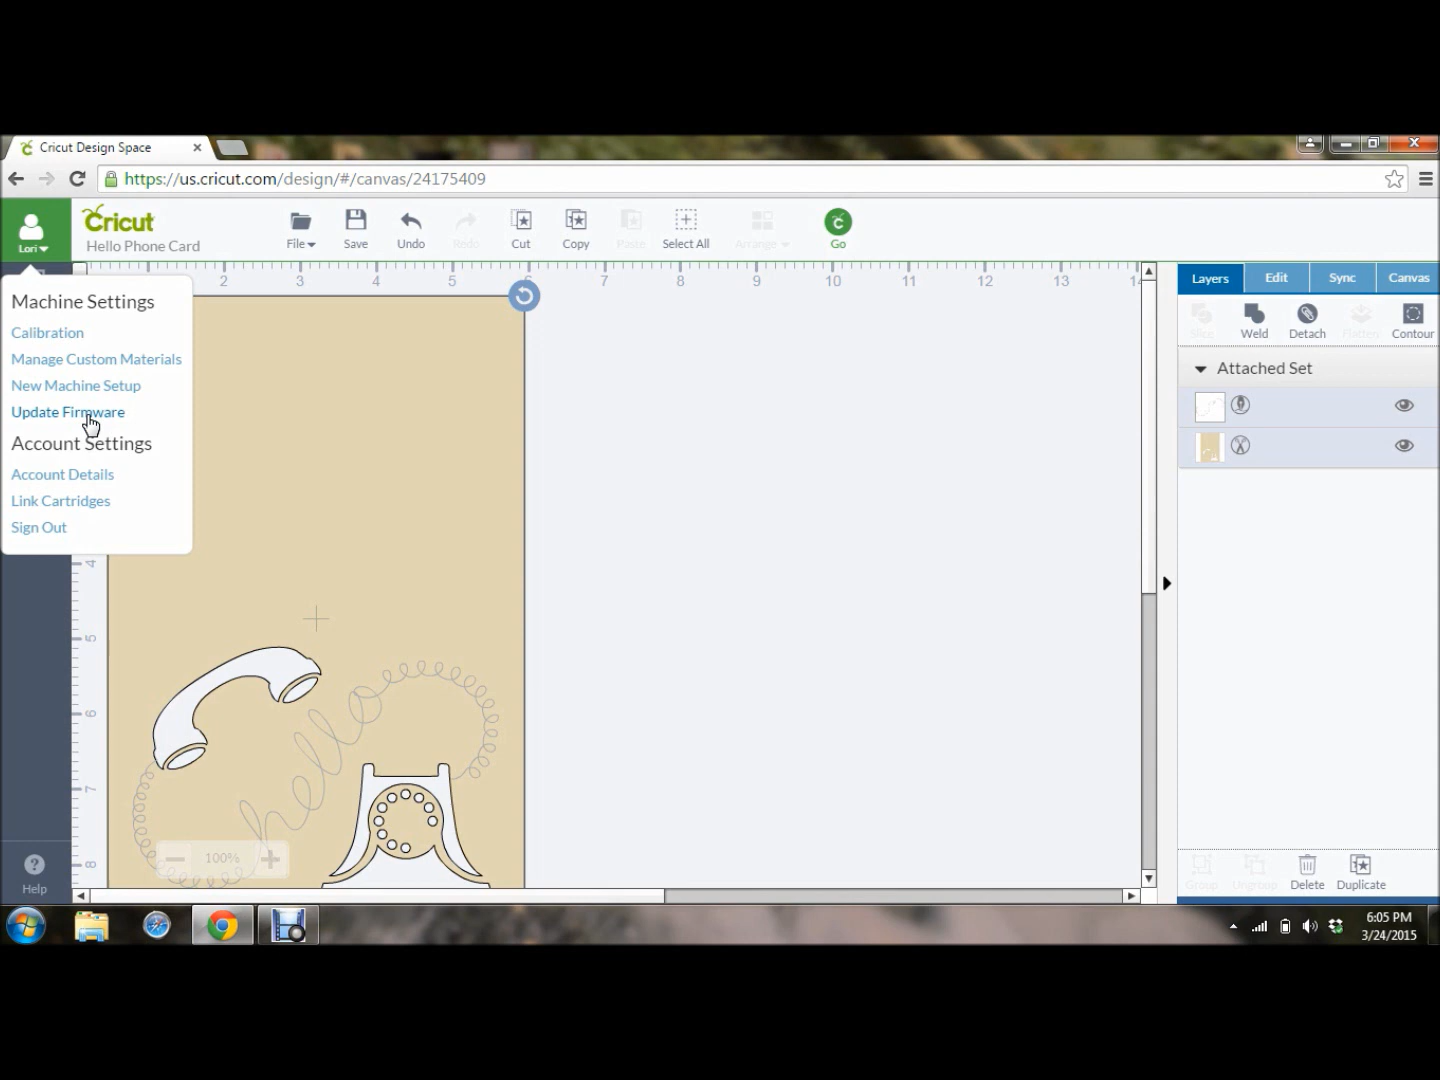 Cricut Design Space
https://us.cricut.com/design/#/canvas/24175409
Lori
Cricut
Hello Phone Card
File
Save
Undo
Redo
Cut
Copy
Paste
Select All
Arrange
Go
Machine Settings
Calibration
Manage Custom Materials
New Machine Setup
Update Firmware
Account Settings
Account Details
Link Cartridges
Sign Out
2 3 4 5 6 7 8 9 10 11 12 13
4
5
6
7
8
hello
100%
Help
Layers
Edit
Sync
Canvas
Slice
Weld
Detach
Flatten
Contour
Attached Set
Group
Ungroup
Delete
Duplicate
6:05 PM
3/24/2015